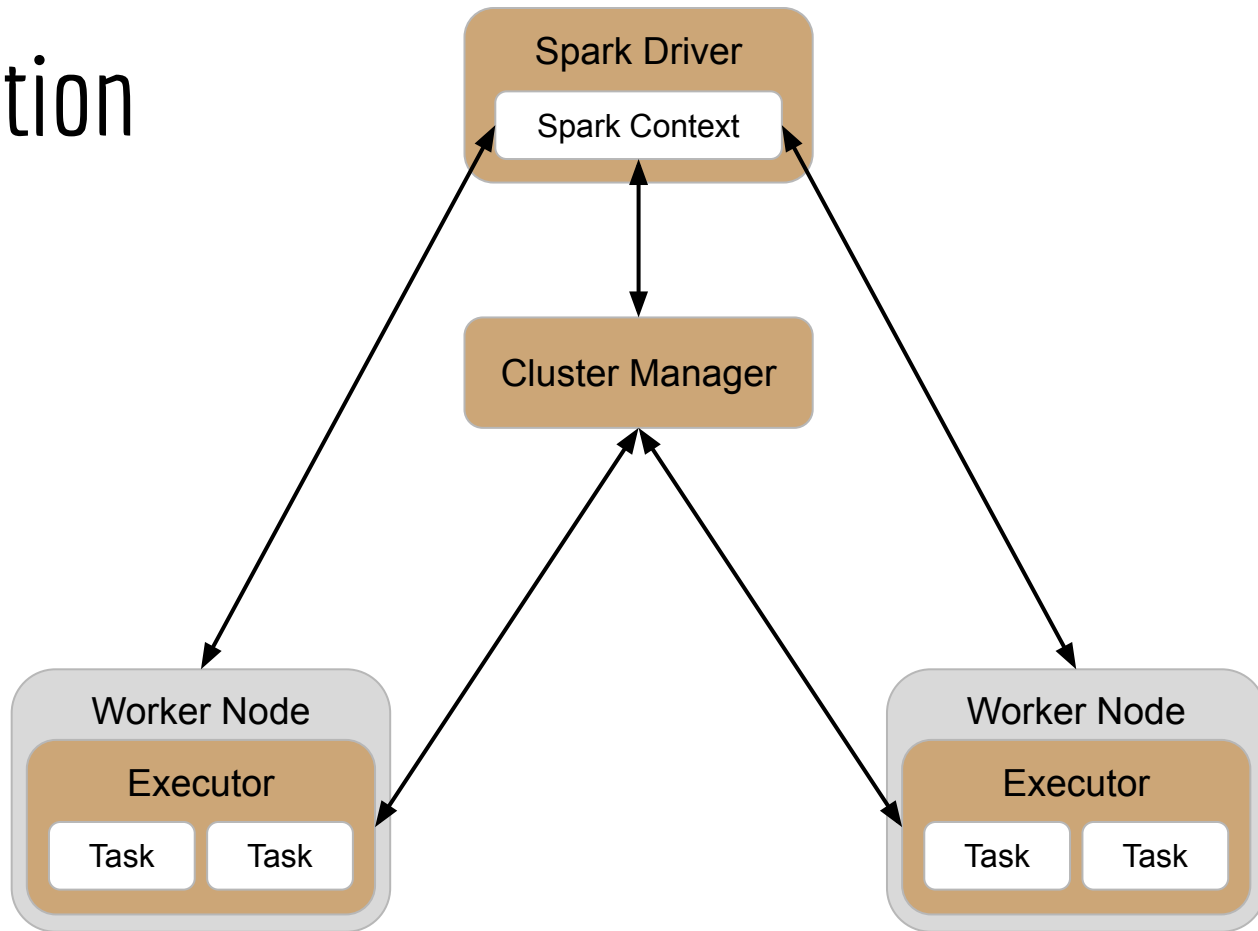 tion
Spark Driver
Spark Context
Cluster Manager
Worker Node
Executor
Task Task
Worker Node
Executor
Task Task